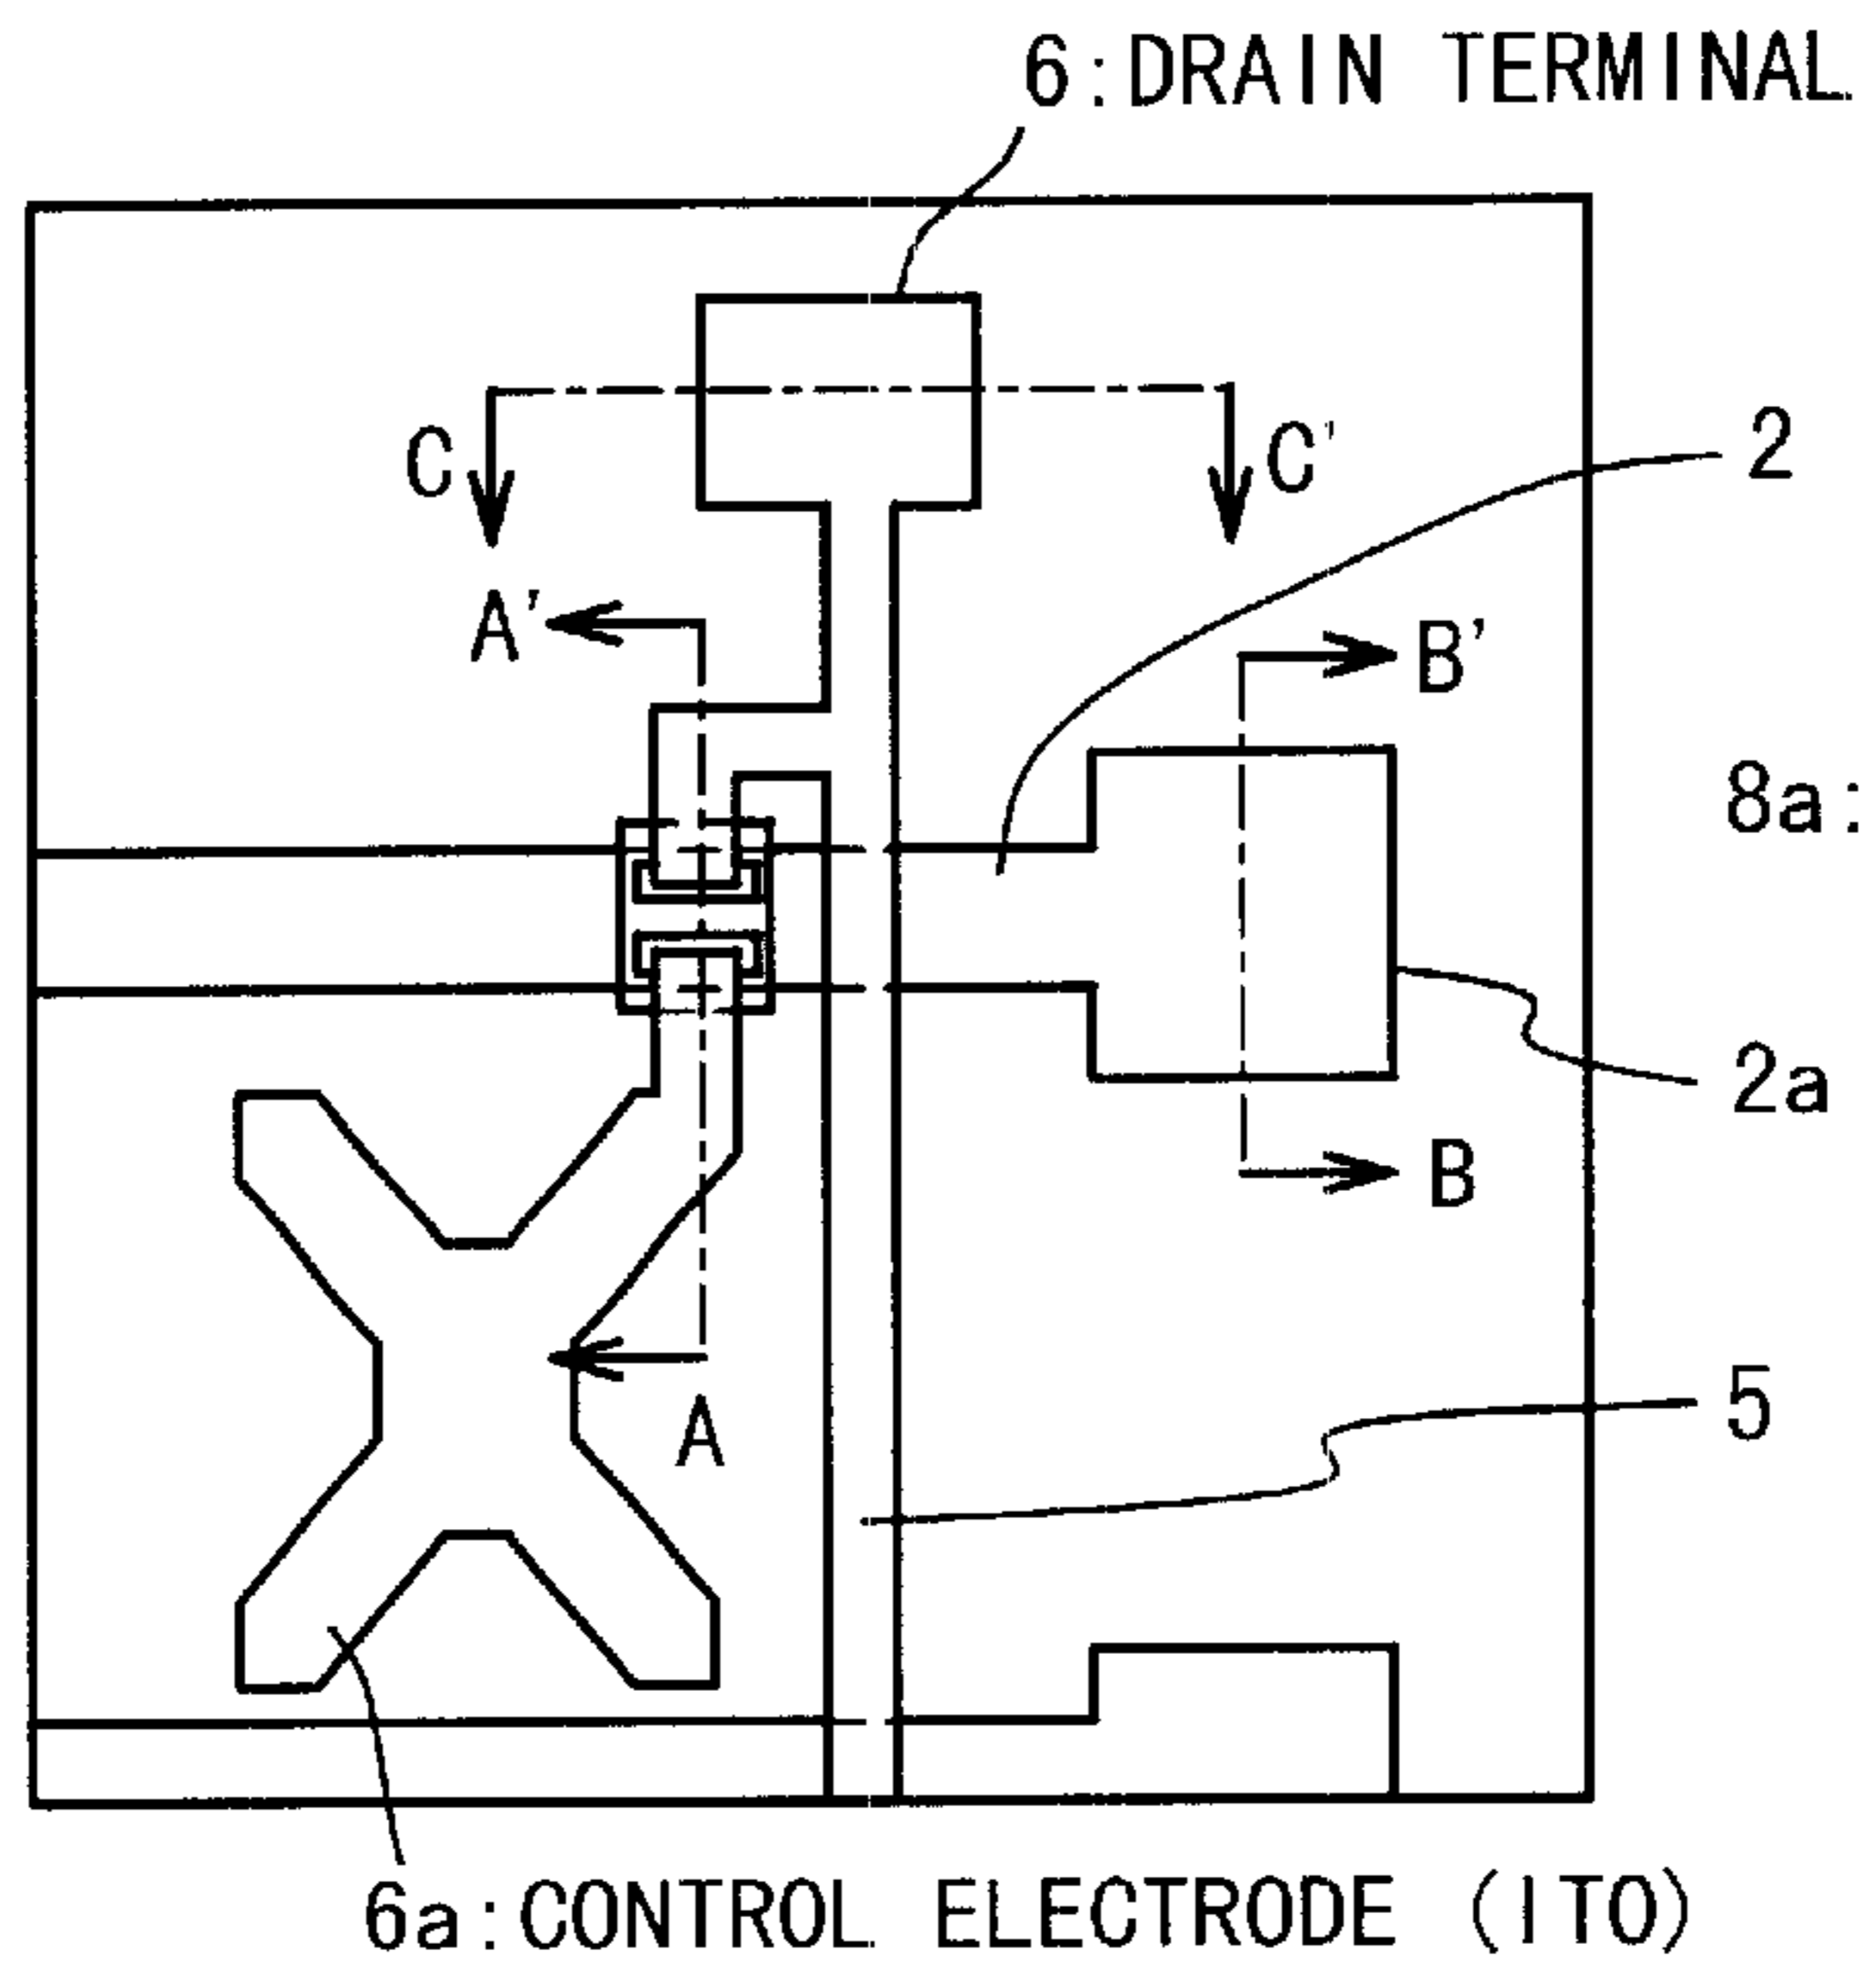 6:DRAIN TERMINAL
C
C'
2
A'
B'
8a:
2a
B
5
A
6a:CONTROL ELECTRODE (ITO)